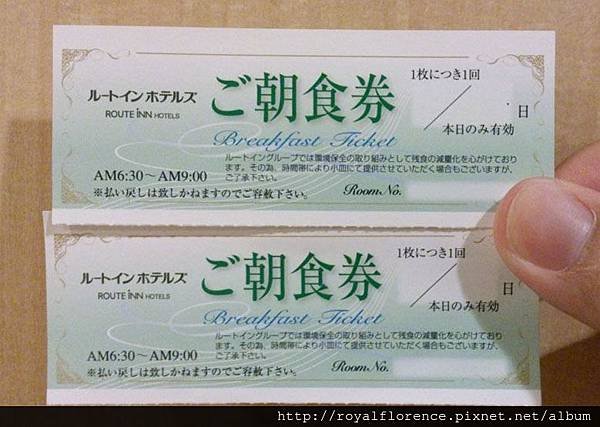 ルートイン ホテルズ
ROUTE INN HOTELS
ご朝食券
1枚につき1回
／ 日
本日のみ有効
Breakfast Ticket
ルートイングループでは環境保全の取り組みとして残食の減量化を心がけており
ます。その為、時間帯により小皿にて提供させていただく場合もございますが、
ご了承下さい。
AM6:30～AM9:00
※払い戻しは致しかねますのでご容赦下さい。
Room No.
ルートイン ホテルズ
ROUTE INN HOTELS
ご朝食券
1枚につき1回
／ 日
本日のみ有効
Breakfast Ticket
ルートイングループでは環境保全の取り組みとして残食の減量化を心がけており
ます。その為、時間帯により小皿にて提供させていただく場合もございますが、
ご了承下さい。
AM6:30～AM9:00
※払い戻しは致しかねますのでご容赦下さい。
Room No.
http://royalflorence.pixnet.net/album